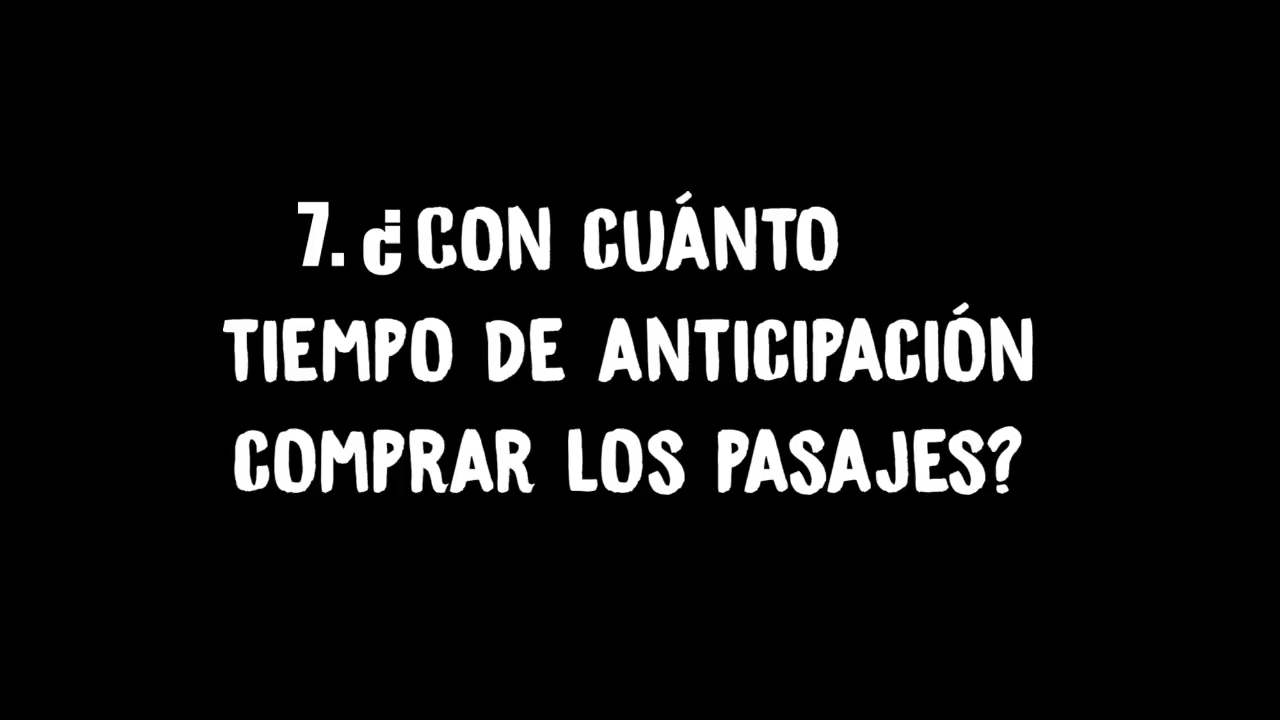 7. ¿CON CUÁNTO
TIEMPO DE ANTICIPACIÓN
COMPRAR LOS PASAJES?